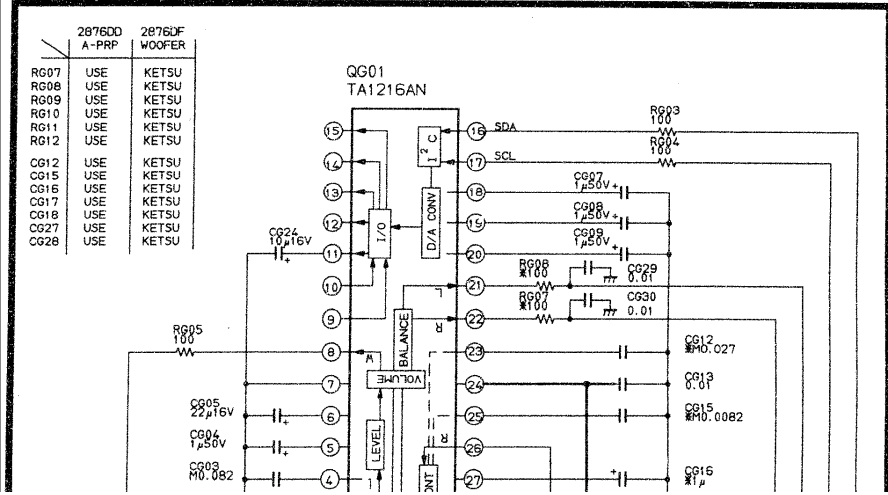 2876DD 2876DF
A-PRP WOOFER
RG07 USE KETSU
RG08 USE KETSU
RG09 USE KETSU
RG10 USE KETSU
RG11 USE KETSU
RG12 USE KETSU
CG12 USE KETSU
CG15 USE KETSU
CG16 USE KETSU
CG17 USE KETSU
CG18 USE KETSU
CG27 USE KETSU
CG28 USE KETSU
QG01
TA1216AN
15
14
13
12
11
10
9
8
7
6
5
4
I/O
I²C
D/A CONV
BALANCE
VOLUME
LEVEL
ONT
L
R
W
R
L
16 SDA
17 SCL
18
19
20
21
22
23
24
25
26
27
RG03
100
RG04
100
CG07
1µ50V +
CG08
1µ50V +
CG09
1µ50V +
RG08
※100
CG29
0.01
RG07
※100
CG30
0.01
CG12
※M0.027
CG13
0.01
CG15
※M0.0082
CG16
※1µ
+
CG24
10µ16V
+
RG05
100
CG05
22µ16V
+
CG04
1µ50V
+
CG03
M0.082